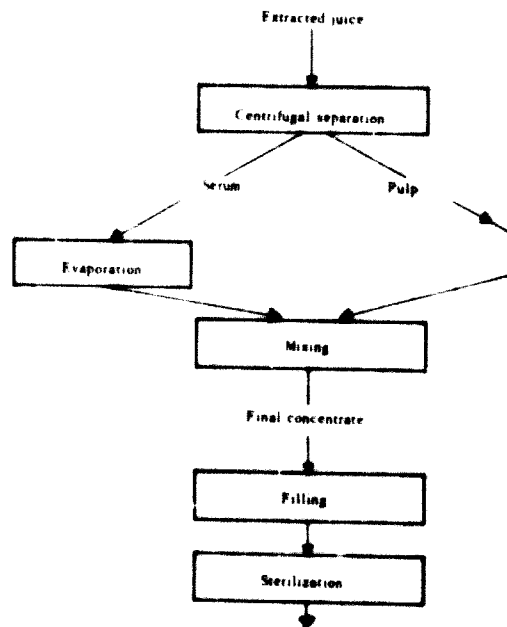 Extracted juice
Centrifugal separation
Serum
Pulp
Evaporation
Mixing
Final concentrate
Filling
Sterilization